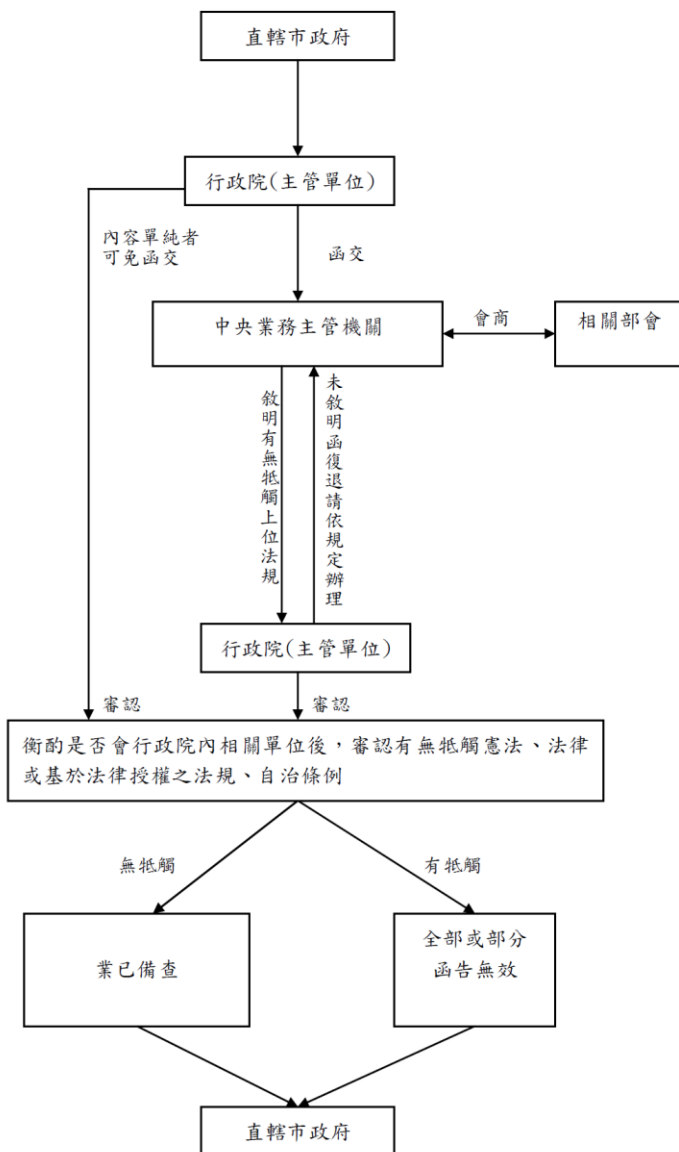 直轄市政府
行政院(主管單位)
內容單純者
可免函交
函交
中央業務主管機關
會商
相關部會
敘明有無牴觸上位法規
未敘明函復退請依規定辦理
行政院(主管單位)
審認
審認
衡酌是否會行政院內相關單位後，審認有無牴觸憲法、法律
或基於法律授權之法規、自治條例
無牴觸
有牴觸
業已備查
全部或部分
函告無效
直轄市政府